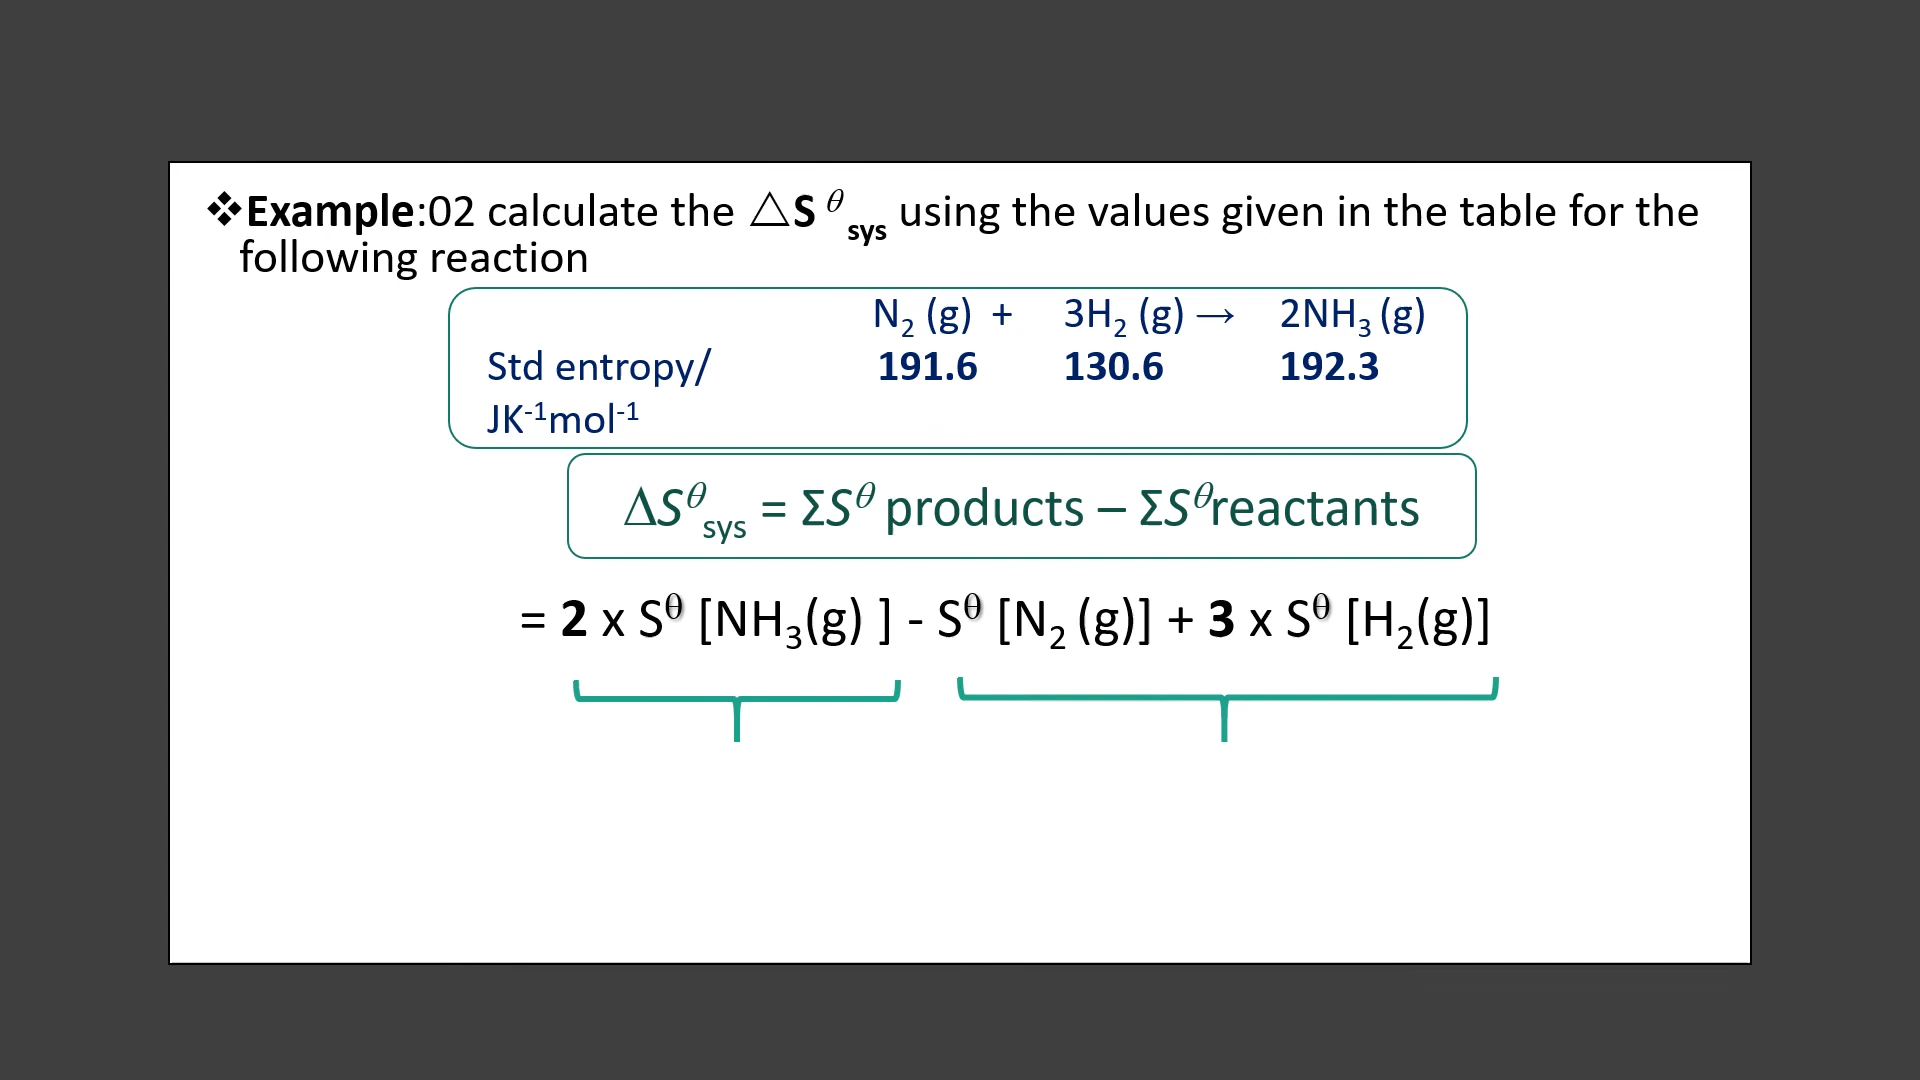 ❖Example:02 calculate the △S θ sys using the values given in the table for the
following reaction
N₂ (g) + 3H₂ (g) → 2NH₃ (g)
Std entropy/ 191.6 130.6 192.3
JK⁻¹mol⁻¹
ΔSᶿsys = ΣSᶿ products – ΣSᶿreactants
= 2 x Sᶿ [NH₃(g) ] - Sᶿ [N₂ (g)] + 3 x Sᶿ [H₂(g)]